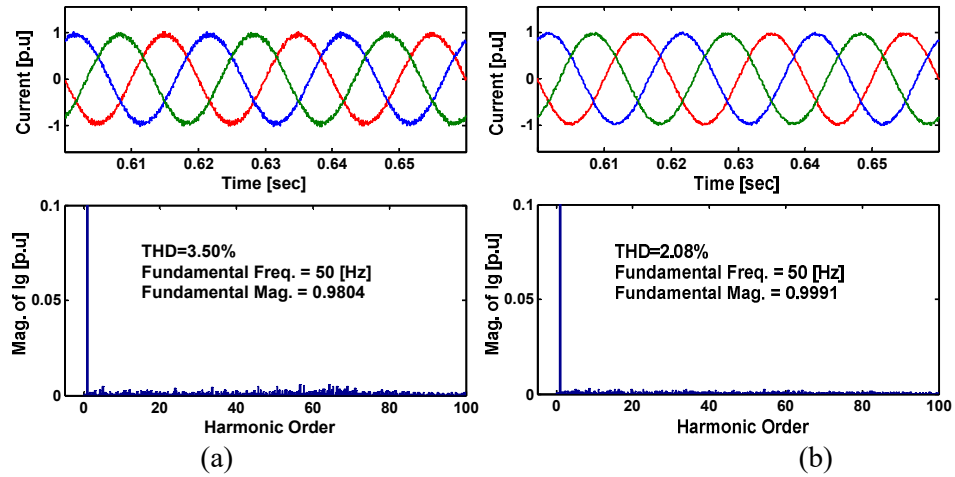 Current [p.u]
1
0
-1
0.61 0.62 0.63 0.64 0.65
Time [sec]
Mag. of Ig [p.u]
0.1
0.05
0
THD=3.50%
Fundamental Freq. = 50 [Hz]
Fundamental Mag. = 0.9804
0 20 40 60 80 100
Harmonic Order
(a)
Current [p.u]
1
0
-1
0.61 0.62 0.63 0.64 0.65
Time [sec]
Mag. of Ig [p.u]
0.1
0.05
0
THD=2.08%
Fundamental Freq. = 50 [Hz]
Fundamental Mag. = 0.9991
0 20 40 60 80 100
Harmonic Order
(b)